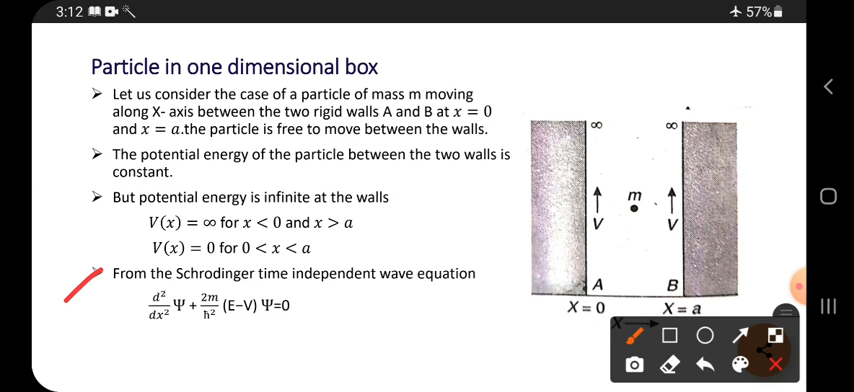 3:12
57%
Particle in one dimensional box
➤ Let us consider the case of a particle of mass m moving
along X- axis between the two rigid walls A and B at x = 0
and x = a.the particle is free to move between the walls.
➤ The potential energy of the particle between the two walls is
constant.
➤ But potential energy is infinite at the walls
V(x) = ∞ for x < 0 and x > a
V(x) = 0 for 0 < x < a
From the Schrodinger time independent wave equation
d²/dx² Ψ + 2m/ħ² (E−V) Ψ=0
∞ ∞
m
V V
A B
X = 0 X = a
X